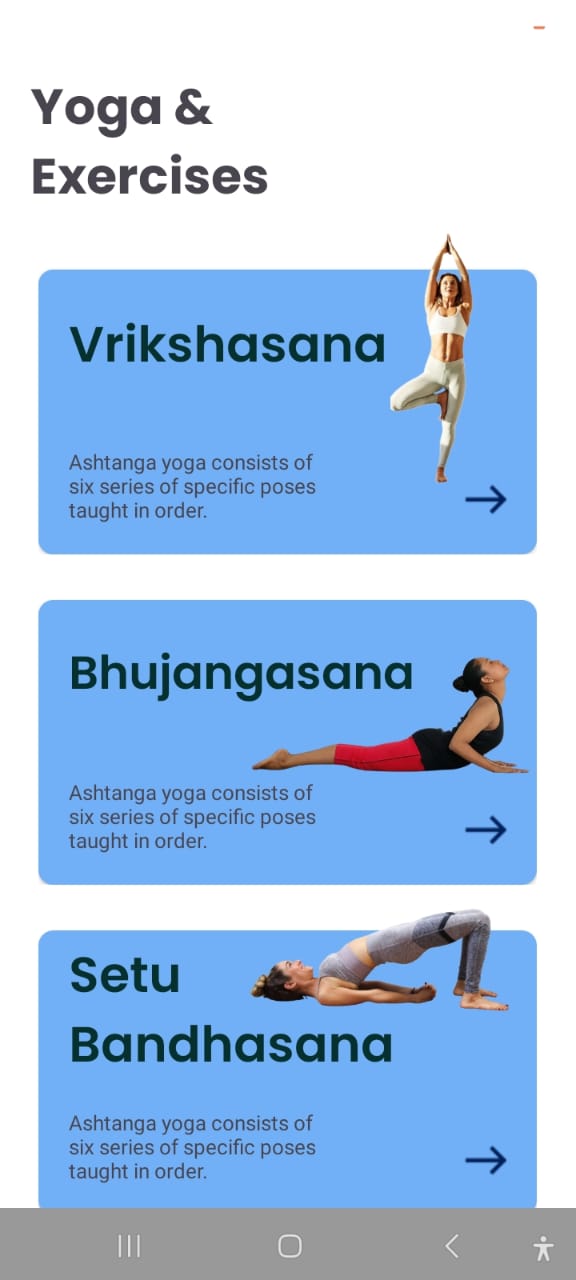 Yoga &
Exercises
Vrikshasana
Ashtanga yoga consists of
six series of specific poses
taught in order.
Bhujangasana
Ashtanga yoga consists of
six series of specific poses
taught in order.
Setu
Bandhasana
Ashtanga yoga consists of
six series of specific poses
taught in order.